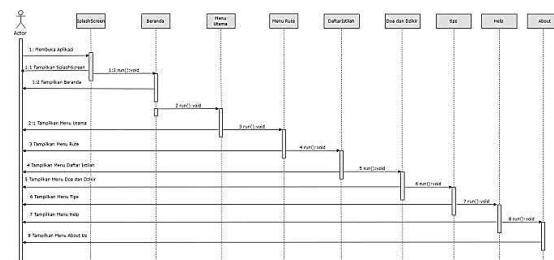 SplashScreen
Beranda
Menu
Utama
Menu Rute
DaftarIstilah
Doa dan Dzikir
Tips
Help
About
Actor
1: Membuka Aplikasi
1:1 Tampilkan SplashScreen
1:2 run():void
1:2 Tampilkan Beranda
2 run():void
2:1 Tampilkan Menu Utama
3 run():void
3 Tampilkan Menu Rute
4 run():void
4 Tampilkan Menu Daftar Istilah
5 run():void
5 Tampilkan Menu Doa dan Dzikir
6 run():void
6 Tampilkan Menu Tips
7 run():void
7 Tampilkan Menu Help
8 run():void
8 Tampilkan Menu About Us